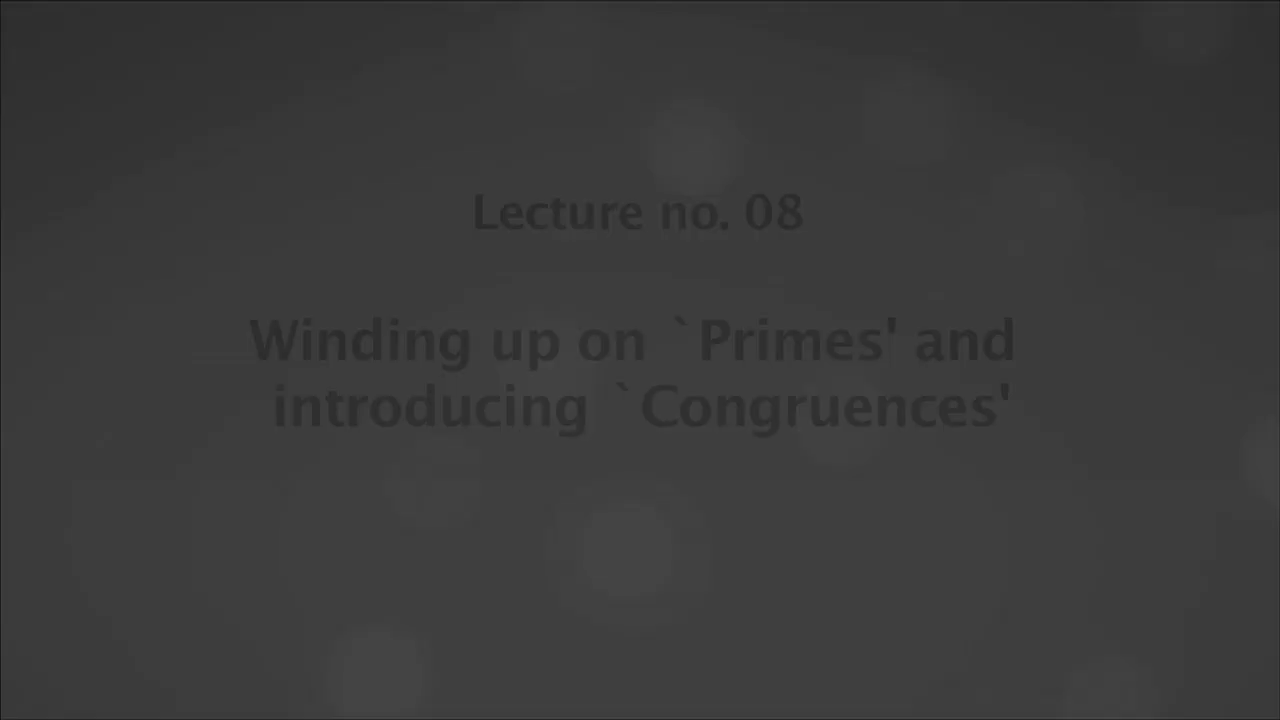 Lecture no. 08
Winding up on `Primes' and
introducing `Congruences'